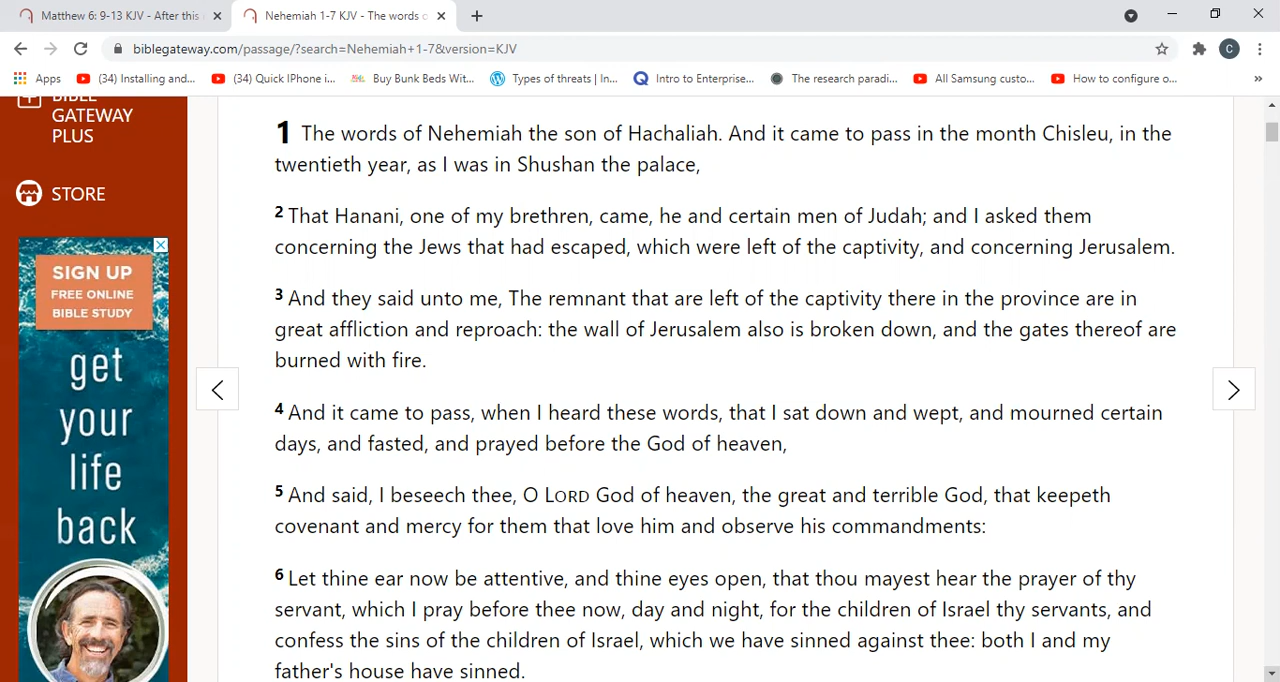 Matthew 6: 9-13 KJV - After this
Nehemiah 1-7 KJV - The words o
biblegateway.com/passage/?search=Nehemiah+1-7&version=KJV
C
Apps
(34) Installing and...
(34) Quick IPhone i...
Buy Bunk Beds Wit...
Types of threats | In...
Intro to Enterprise...
The research paradi...
All Samsung custo...
How to configure o...
»
BIBLE
GATEWAY
PLUS
STORE
SIGN UP
FREE ONLINE
BIBLE STUDY
get
your
life
back
1 The words of Nehemiah the son of Hachaliah. And it came to pass in the month Chisleu, in the
twentieth year, as I was in Shushan the palace,
2 That Hanani, one of my brethren, came, he and certain men of Judah; and I asked them
concerning the Jews that had escaped, which were left of the captivity, and concerning Jerusalem.
3 And they said unto me, The remnant that are left of the captivity there in the province are in
great affliction and reproach: the wall of Jerusalem also is broken down, and the gates thereof are
burned with fire.
4 And it came to pass, when I heard these words, that I sat down and wept, and mourned certain
days, and fasted, and prayed before the God of heaven,
5 And said, I beseech thee, O LORD God of heaven, the great and terrible God, that keepeth
covenant and mercy for them that love him and observe his commandments:
6 Let thine ear now be attentive, and thine eyes open, that thou mayest hear the prayer of thy
servant, which I pray before thee now, day and night, for the children of Israel thy servants, and
confess the sins of the children of Israel, which we have sinned against thee: both I and my
father's house have sinned.